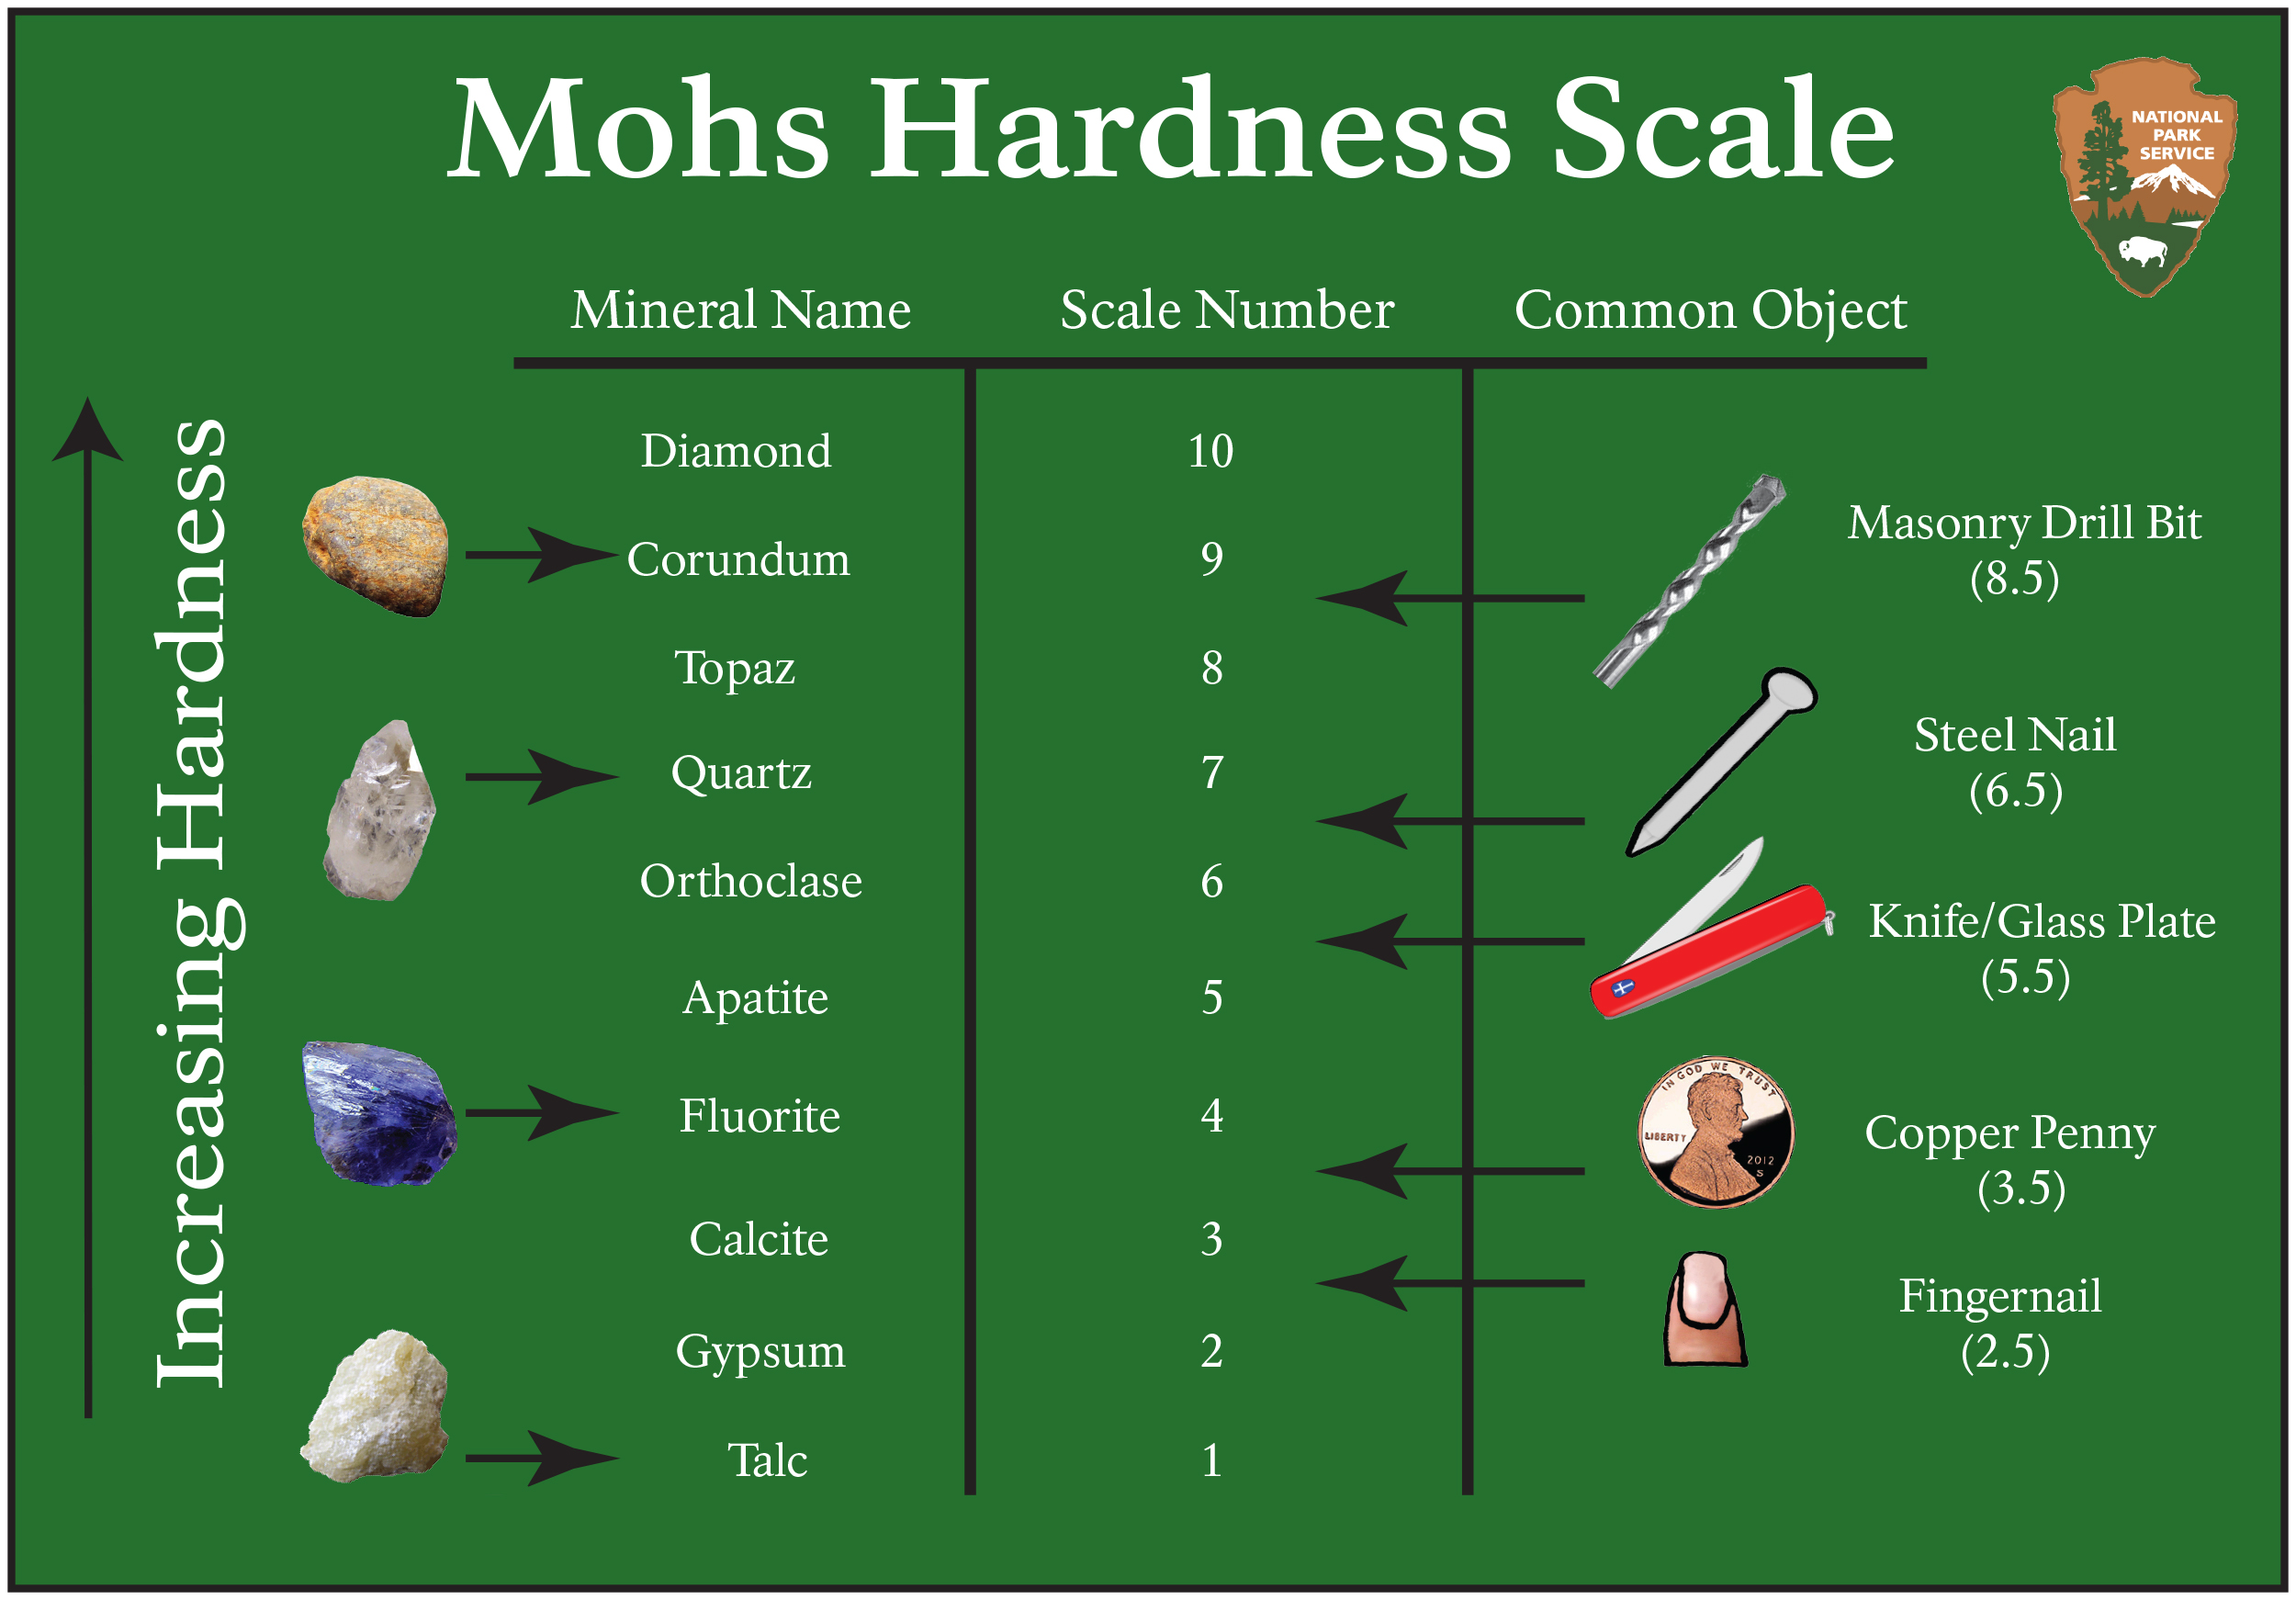 Mohs Hardness Scale
NATIONAL
PARK
SERVICE
Mineral Name
Scale Number
Common Object
Increasing Hardness
Diamond
10
Masonry Drill Bit
(8.5)
Corundum
9
Topaz
8
Steel Nail
(6.5)
Quartz
7
Orthoclase
6
Knife/Glass Plate
(5.5)
Apatite
5
IN GOD WE TRUST
LIBERTY
2012
S
Fluorite
4
Copper Penny
(3.5)
Calcite
3
Fingernail
(2.5)
Gypsum
2
Talc
1